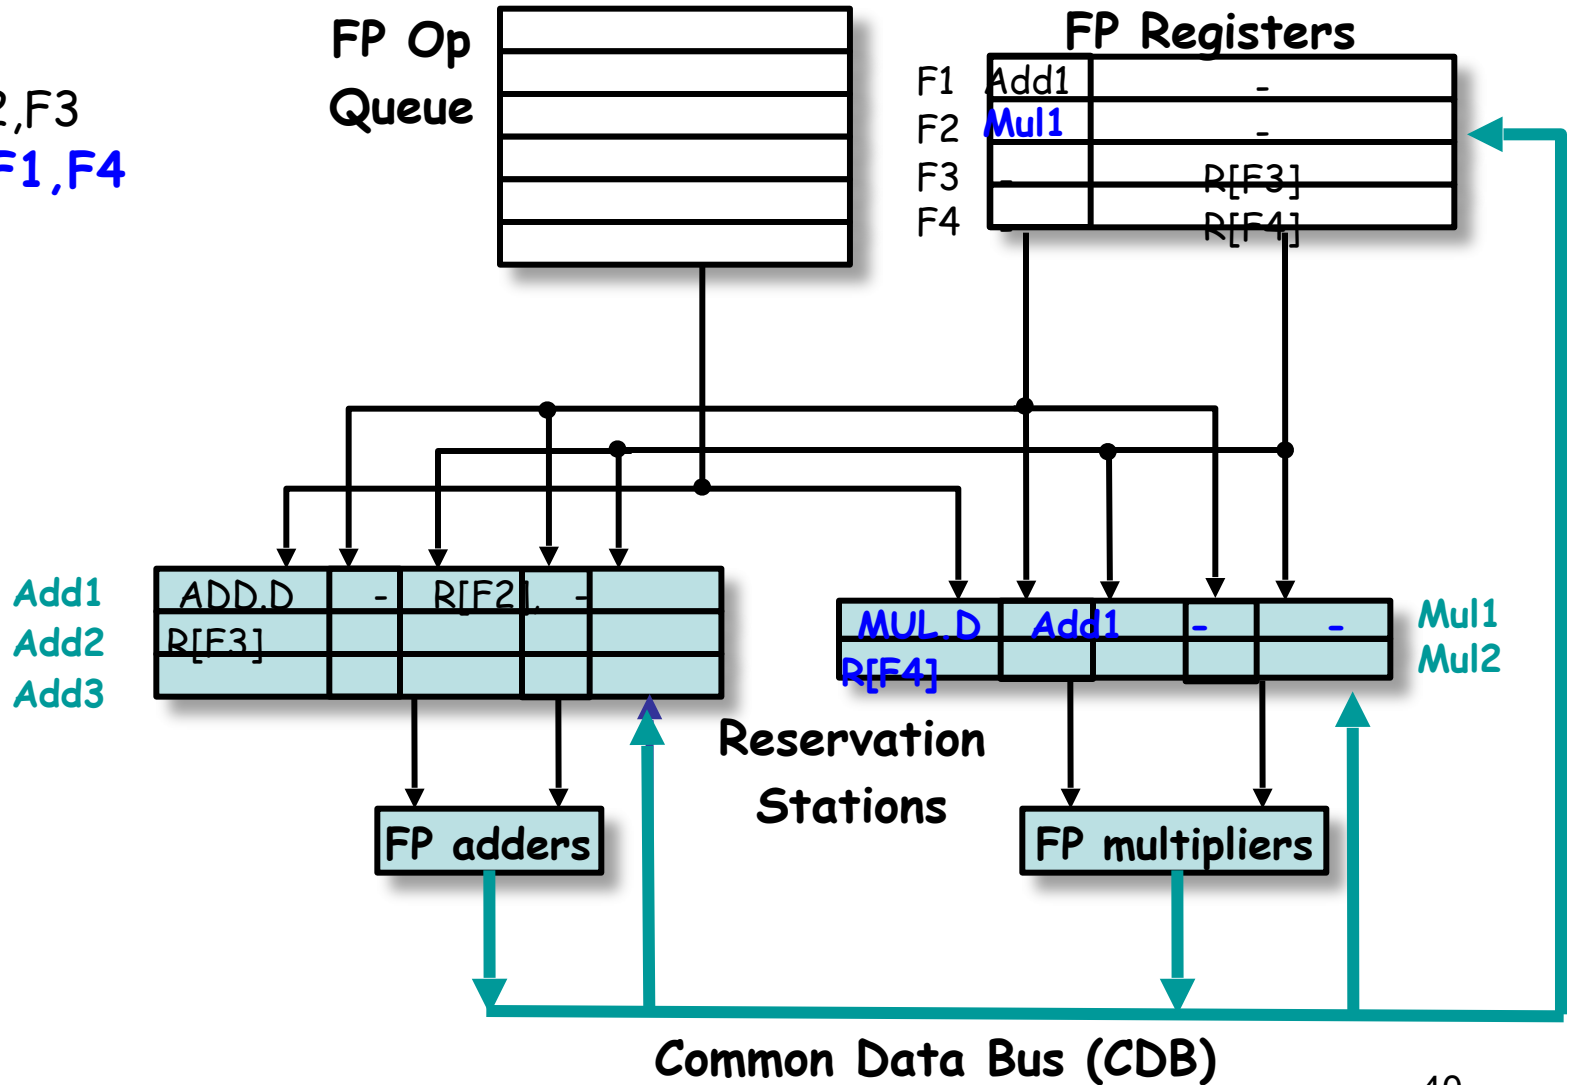 FP Op
Queue
FP Registers
2,F3
F1,F4
F1 Add1 -
F2 Mul1 -
F3 - R[F3]
F4 - R[F4]
Add1 ADD.D - R[F2], -
Add2 R[F3]
Add3
MUL.D Add1 - - Mul1
R[F4] Mul2
Reservation
Stations
FP adders
FP multipliers
Common Data Bus (CDB)